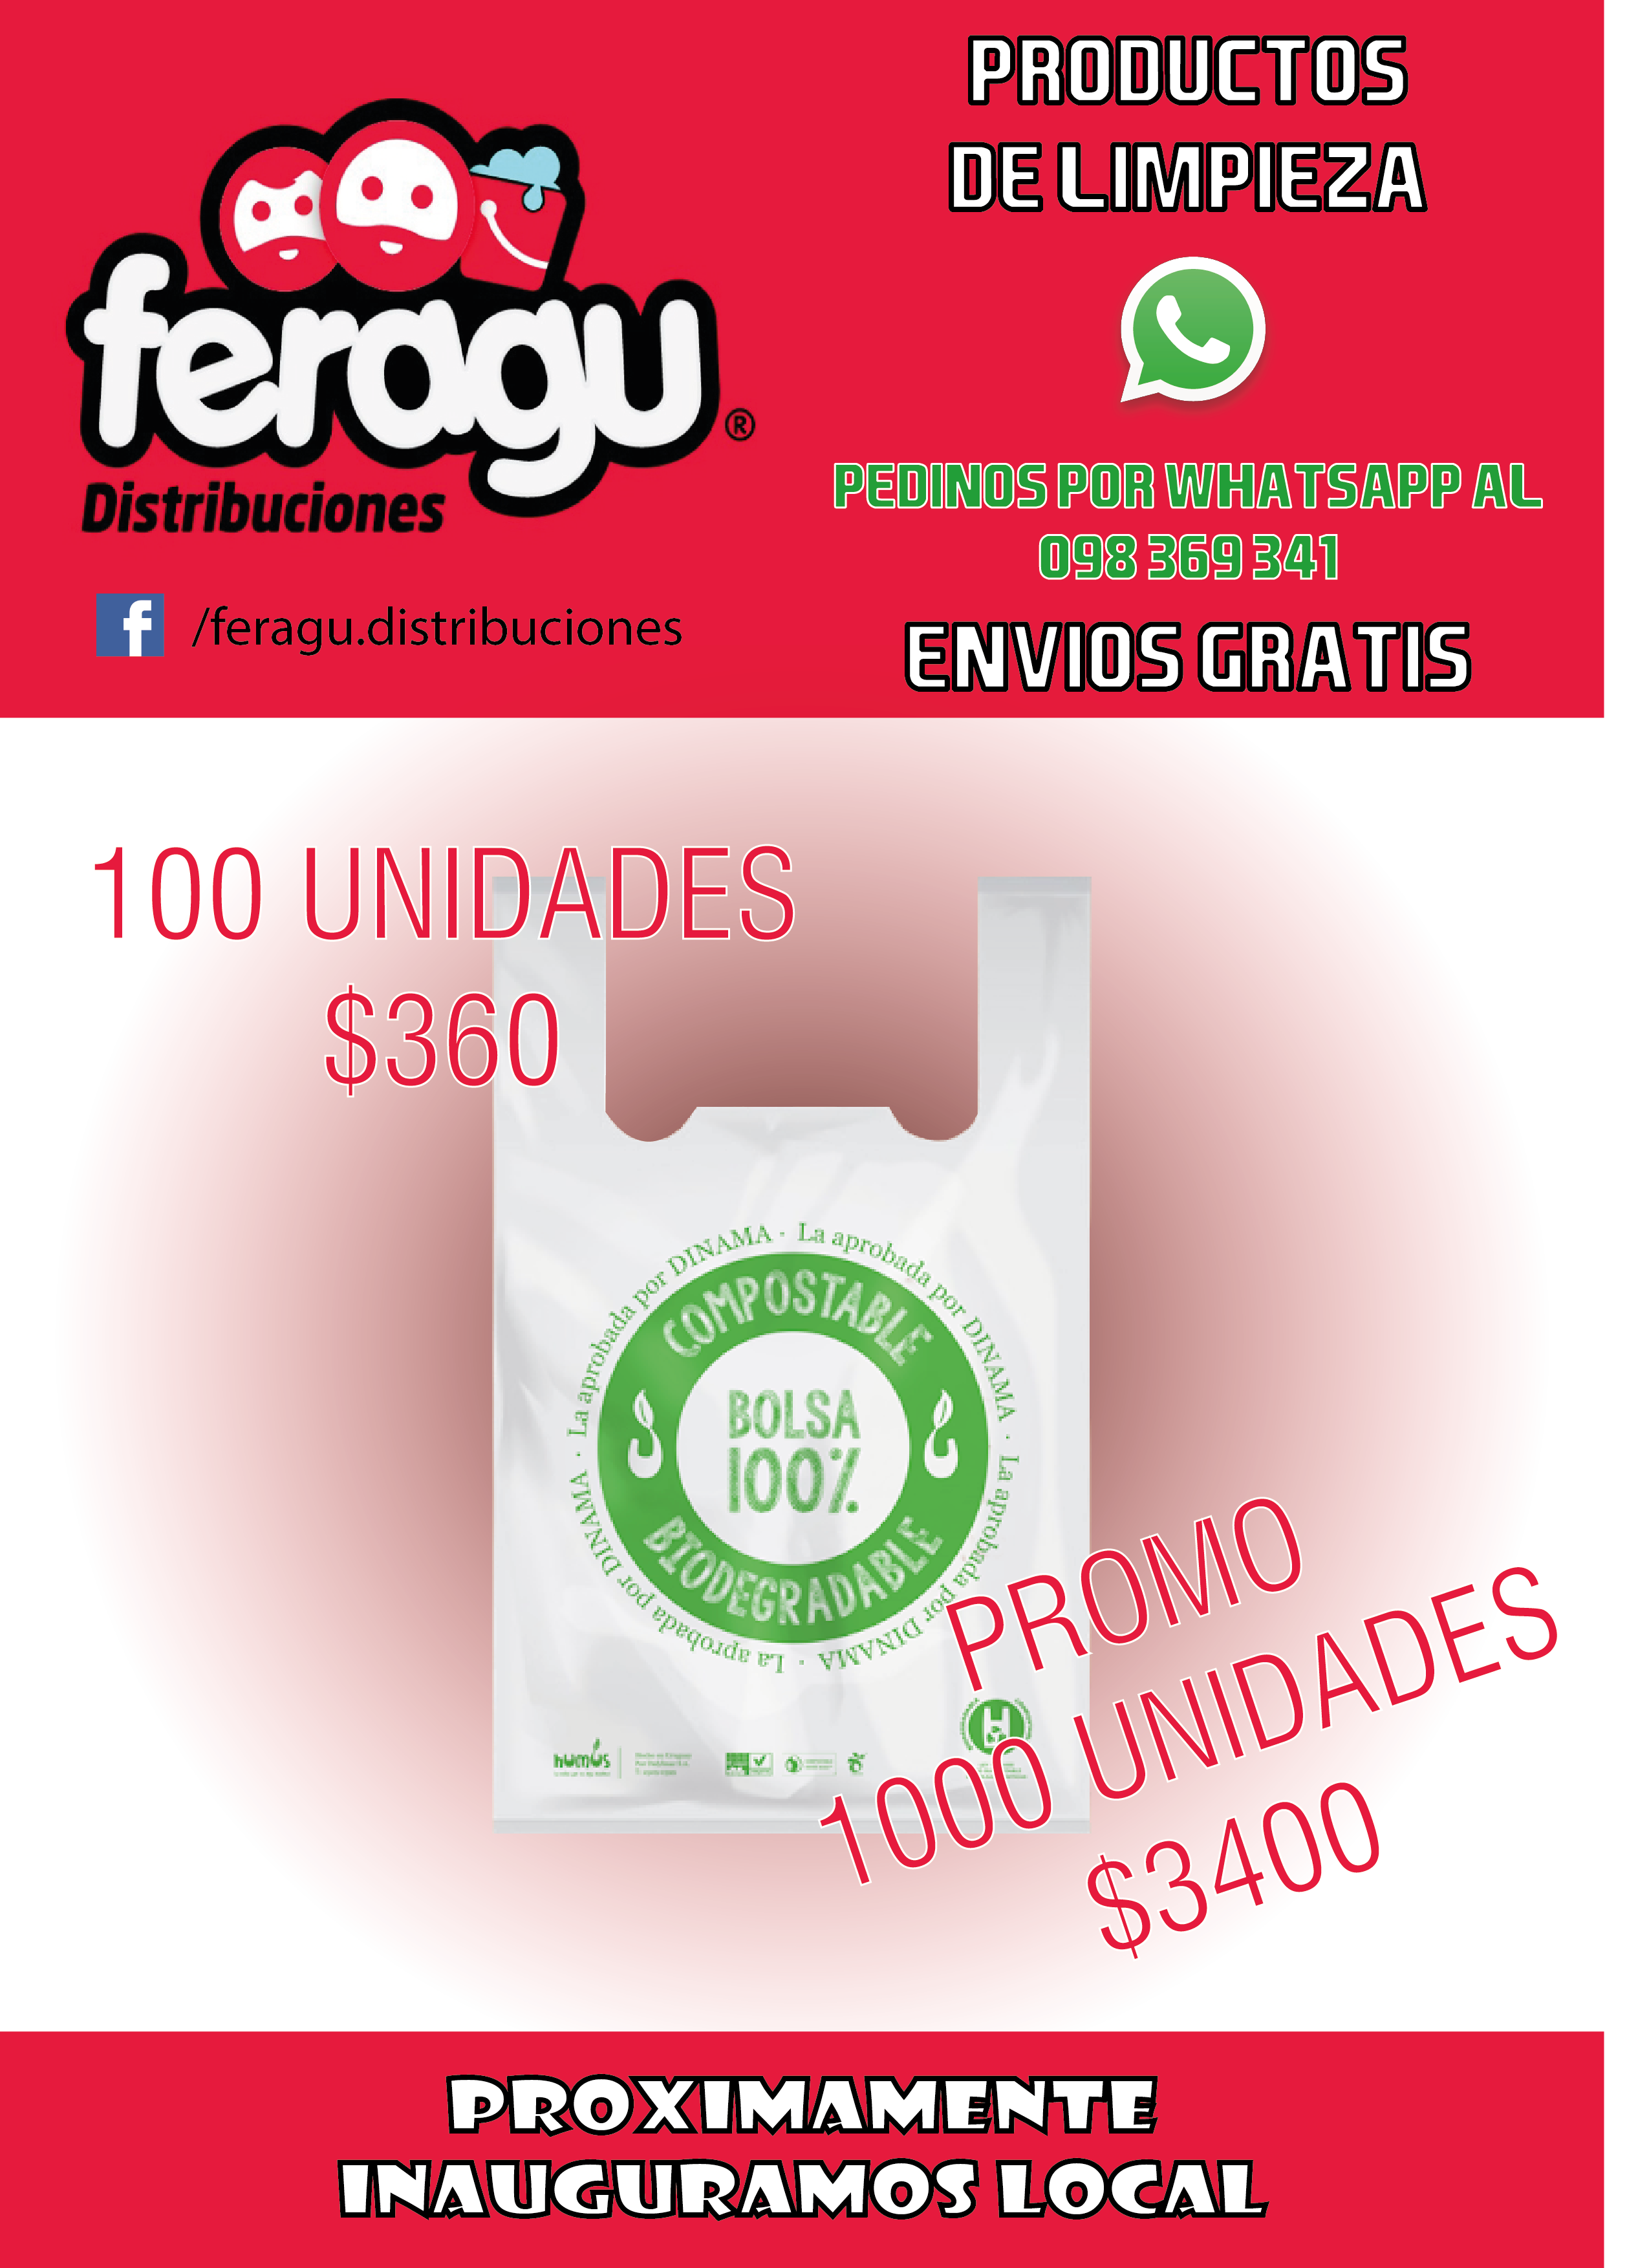 feragu
®
Distribuciones
f /feragu.distribuciones
PRODUCTOS
DE LIMPIEZA
PEDINOS POR WHATSAPP AL
098 369 341
ENVIOS GRATIS
100 UNIDADES
$360
La aprobada por DINAMA · La aprobada por DINAMA · La aprobada por DINAMA · La aprobada por DINAMA ·
COMPOSTABLE
BOLSA
100%
BIODEGRADABLE
humus
H
PROMO
1000 UNIDADES
$3400
PROXIMAMENTE
INAUGURAMOS LOCAL